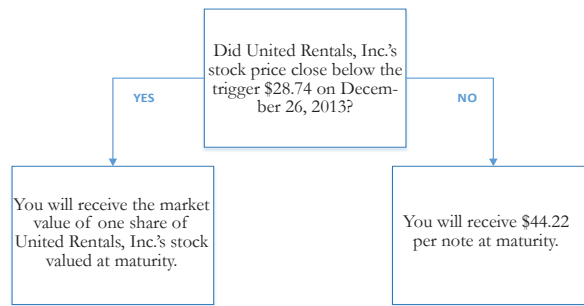 Did United Rentals, Inc.'s
stock price close below the
trigger $28.74 on Decem-
ber 26, 2013?
YES
NO
You will receive the market
value of one share of
United Rentals, Inc.'s stock
valued at maturity.
You will receive $44.22
per note at maturity.